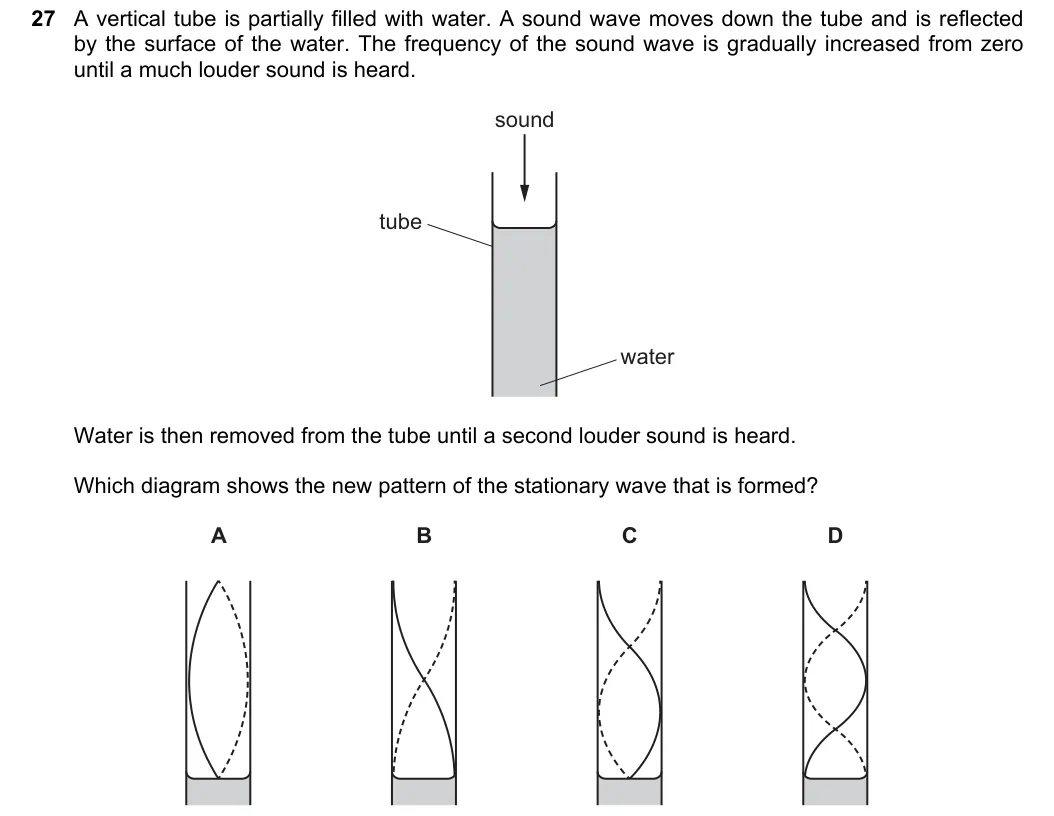 27 A vertical tube is partially filled with water. A sound wave moves down the tube and is reflected
by the surface of the water. The frequency of the sound wave is gradually increased from zero
until a much louder sound is heard.
sound
tube
water
Water is then removed from the tube until a second louder sound is heard.
Which diagram shows the new pattern of the stationary wave that is formed?
A B C D